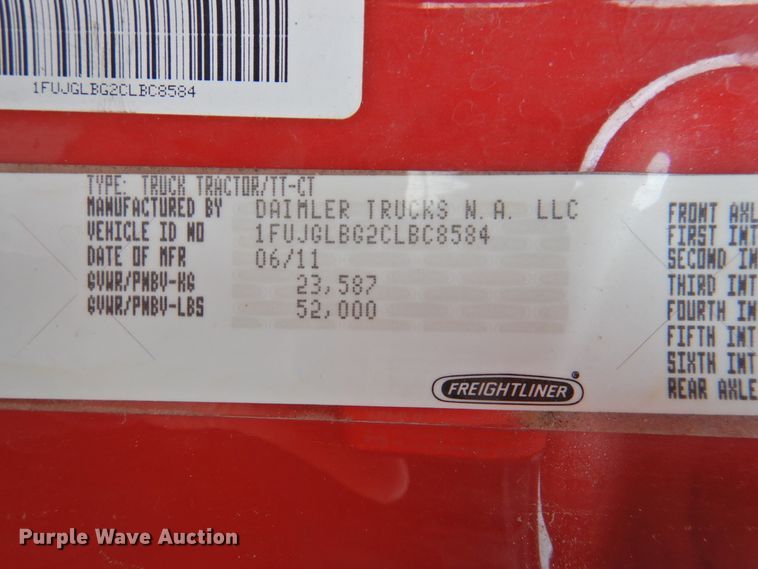 1FUJGLBG2CLBC8584
TYPE: TRUCK TRACTOR/TT-CT
MANUFACTURED BY DAIMLER TRUCKS N.A. LLC
VEHICLE ID NO 1FUJGLBG2CLBC8584
DATE OF MFR 06/11
GVWR/PNBV-KG 23,587
GVWR/PNBV-LBS 52,000
FREIGHTLINER
FRONT AXL
FIRST INT
SECOND IN
THIRD INT
FOURTH IN
FIFTH INT
SIXTH INT
REAR AXLE
Purple Wave Auction